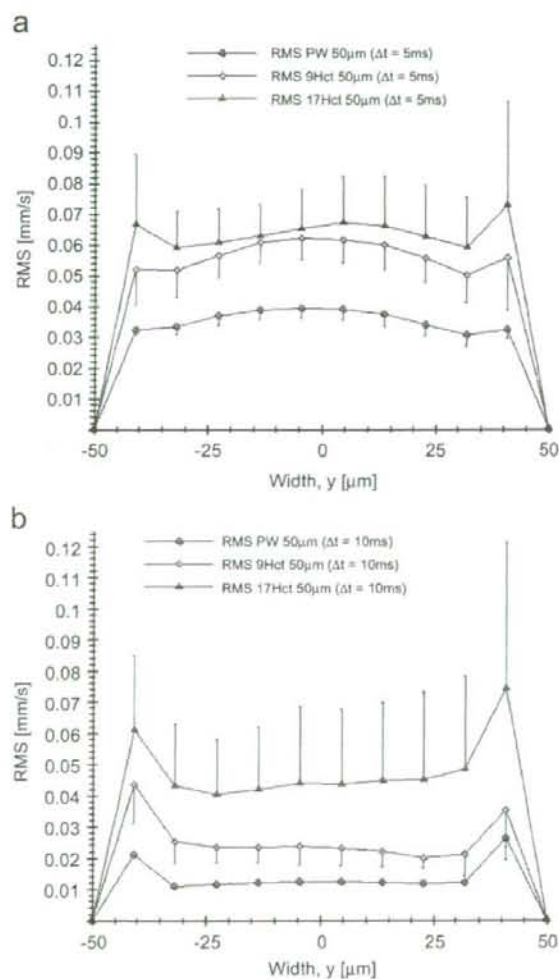 a
RMS PW 50µm (Δt = 5ms)
RMS 9Hct 50µm (Δt = 5ms)
RMS 17Hct 50µm (Δt = 5ms)
RMS [mm/s]
0.12
0.11
0.1
0.09
0.08
0.07
0.06
0.05
0.04
0.03
0.02
0.01
-50
-25
0
25
50
Width, y [µm]
b
RMS PW 50µm (Δt = 10ms)
RMS 9Hct 50µm (Δt = 10ms)
RMS 17Hct 50µm (Δt = 10ms)
RMS [mm/s]
0.12
0.11
0.1
0.09
0.08
0.07
0.06
0.05
0.04
0.03
0.02
0.01
-50
-25
0
25
50
Width, y [µm]